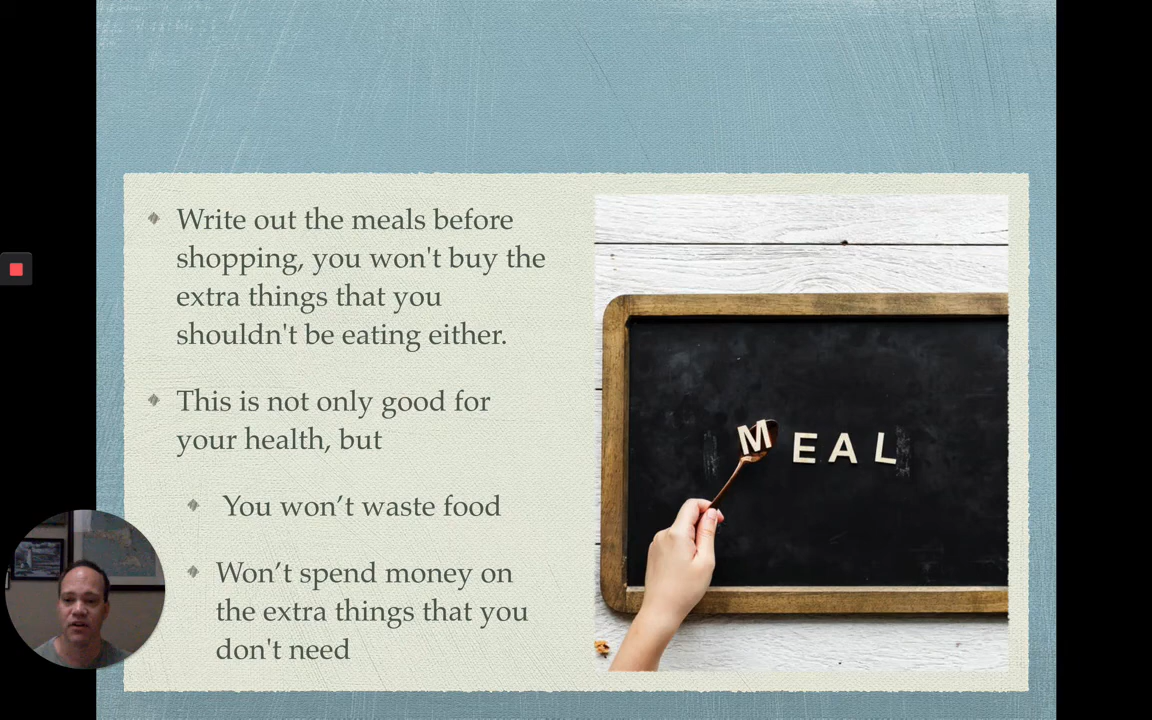 Write out the meals before
shopping, you won't buy the
extra things that you
shouldn't be eating either.
This is not only good for
your health, but
You won’t waste food
Won’t spend money on
the extra things that you
don't need
MEAL